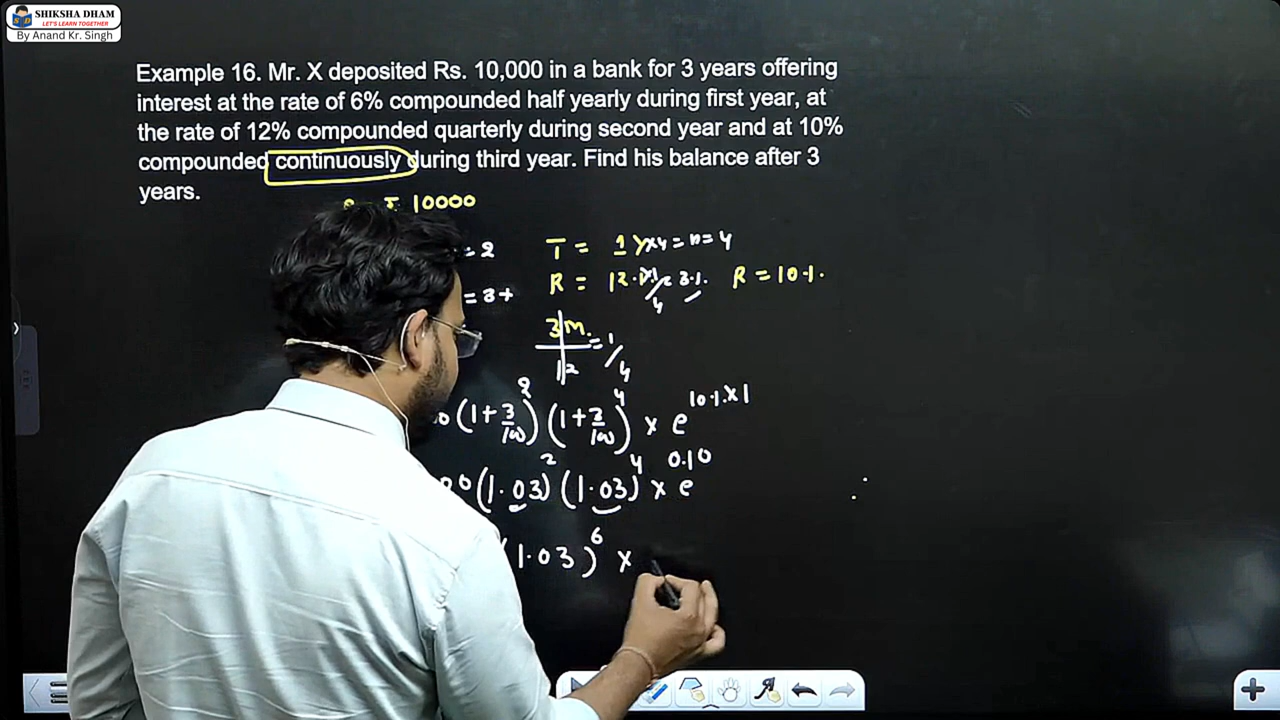 SHIKSHA DHAM
LET'S LEARN TOGETHER
By Anand Kr. Singh
Example 16. Mr. X deposited Rs. 10,000 in a bank for 3 years offering
interest at the rate of 6% compounded half yearly during first year, at
the rate of 12% compounded quarterly during second year and at 10%
compounded continuously during third year. Find his balance after 3
years.
10000
= 2
T = 1 Y x 4 = n = 4
R = 12%
/4 = 3%
R = 10%
3 M.
12
= 1/4
0 (1 + 3/100)^2 (1 + 3/100)^4 x e^10% x 1
00 (1.03)^2 (1.03)^4 x e^0.10
(1.03)^6 x